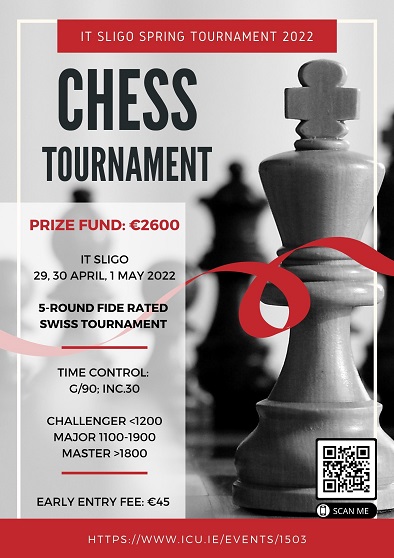 IT SLIGO SPRING TOURNAMENT 2022
CHESS
TOURNAMENT
PRIZE FUND: €2600
IT SLIGO
29, 30 APRIL, 1 MAY 2022
5-ROUND FIDE RATED
SWISS TOURNAMENT
TIME CONTROL:
G/90; INC.30
CHALLENGER <1200
MAJOR 1100-1900
MASTER >1800
EARLY ENTRY FEE: €45
SCAN ME
HTTPS://WWW.ICU.IE/EVENTS/1503